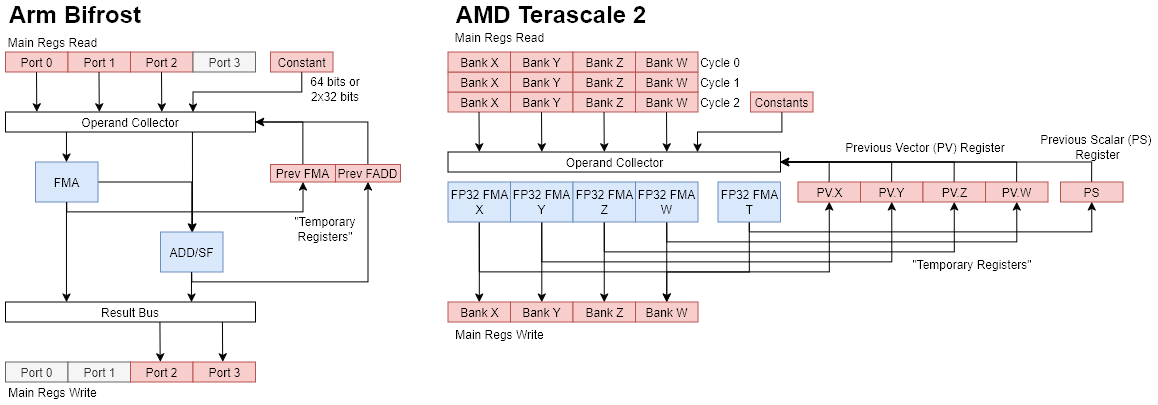 Arm Bifrost
Main Regs Read
Port 0 Port 1 Port 2 Port 3 Constant
64 bits or
2x32 bits
Operand Collector
FMA
Prev FMA Prev FADD
"Temporary
Registers"
ADD/SF
Result Bus
Port 0 Port 1 Port 2 Port 3
Main Regs Write
AMD Terascale 2
Main Regs Read
Bank X Bank Y Bank Z Bank W Cycle 0
Bank X Bank Y Bank Z Bank W Cycle 1
Bank X Bank Y Bank Z Bank W Cycle 2 Constants
Operand Collector
Previous Vector (PV) Register
Previous Scalar (PS)
Register
FP32 FMA
X
FP32 FMA
Y
FP32 FMA
Z
FP32 FMA
W
FP32 FMA
T
PV.X PV.Y PV.Z PV.W PS
"Temporary Registers"
Bank X Bank Y Bank Z Bank W
Main Regs Write